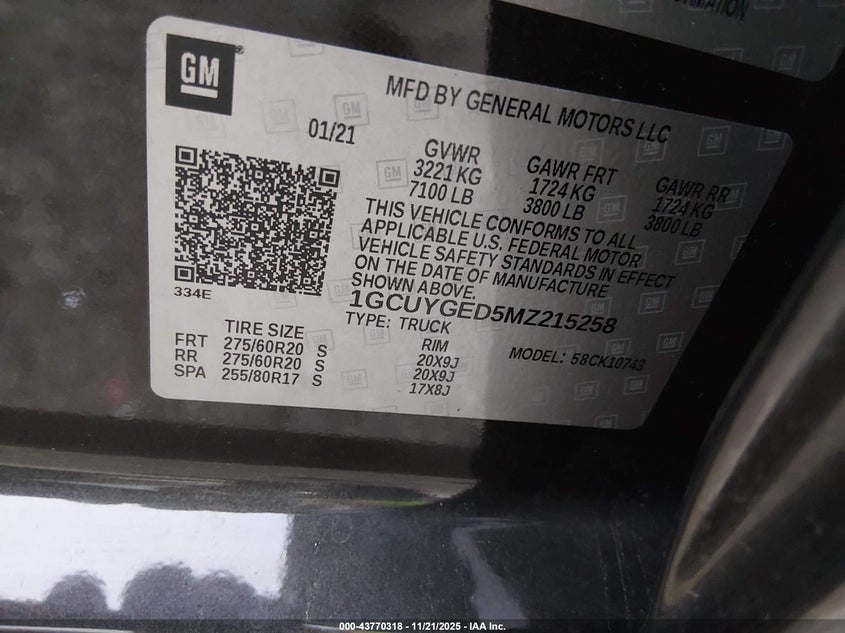 RMATION
GM
MFD BY GENERAL MOTORS LLC
01/21
GVWR
3221 KG
7100 LB
GAWR FRT
1724 KG
3800 LB
GAWR RR
1724 KG
3800 LB
THIS VEHICLE CONFORMS TO ALL
APPLICABLE U.S. FEDERAL MOTOR
VEHICLE SAFETY STANDARDS IN EFFECT
ON THE DATE OF MANUFACTURE
SHOWN ABOVE.
334E
1GCUYGED5MZ215258
TYPE: TRUCK
MODEL: 58CK10743
TIRE SIZE RIM
FRT 275/60R20 S 20X9J
RR 275/60R20 S 20X9J
SPA 255/80R17 S 17X8J
000-43770318 - 11/21/2025 - IAA Inc.